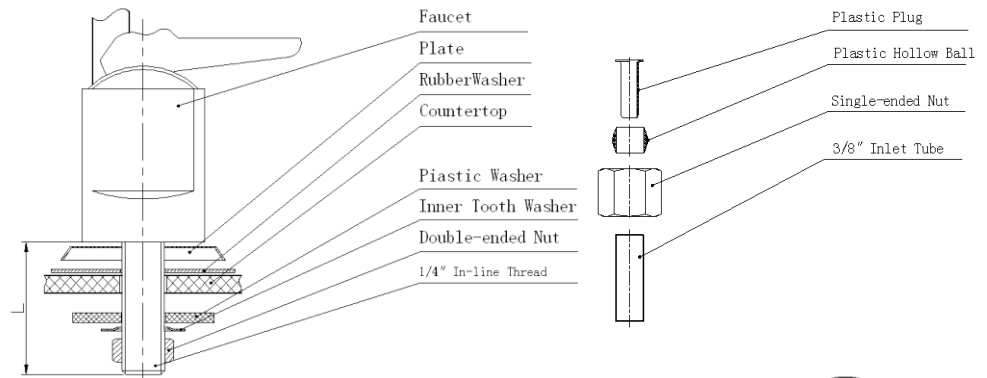 Faucet
Plate
RubberWasher
Countertop
Piastic Washer
Inner Tooth Washer
Double-ended Nut
1/4″ In-line Thread
L
Plastic Plug
Plastic Hollow Ball
Single-ended Nut
3/8″ Inlet Tube